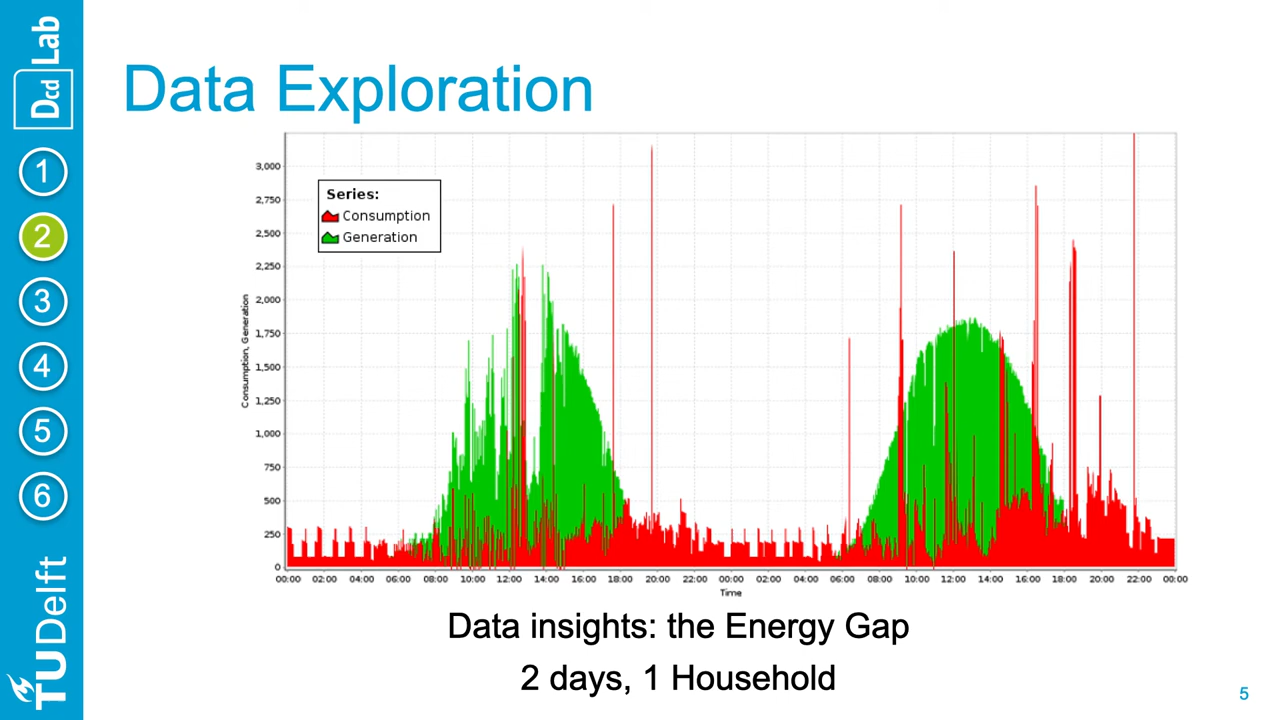 Dcd Lab
1
2
3
4
5
6
TUDelft
Data Exploration
Series:
Consumption
Generation
Consumption, Generation
3,000
2,750
2,500
2,250
2,000
1,750
1,500
1,250
1,000
750
500
250
0
00:00 02:00 04:00 06:00 08:00 10:00 12:00 14:00 16:00 18:00 20:00 22:00 00:00 02:00 04:00 06:00 08:00 10:00 12:00 14:00 16:00 18:00 20:00 22:00 00:00
Time
Data insights: the Energy Gap
2 days, 1 Household
5